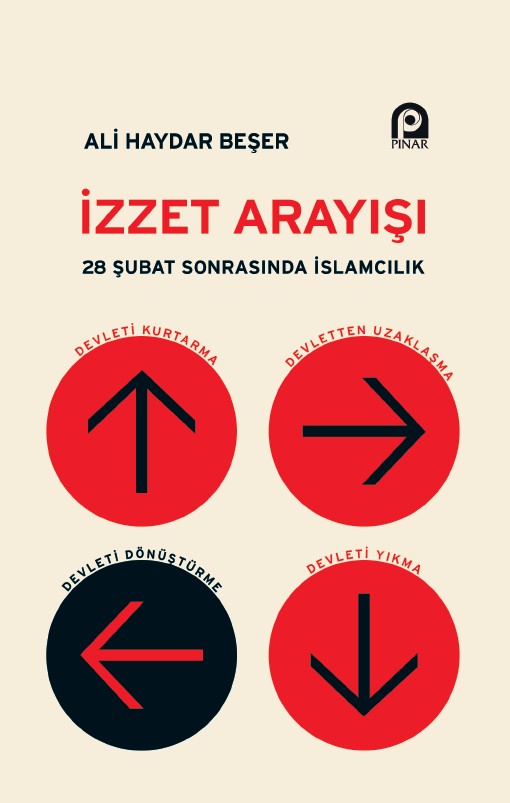 ALİ HAYDAR BEŞER
PINAR
İZZET ARAYIŞI
28 ŞUBAT SONRASINDA İSLAMCILIK
DEVLETİ KURTARMA
DEVLETTEN UZAKLAŞMA
DEVLETİ DÖNÜŞTÜRME
DEVLETİ YIKMA